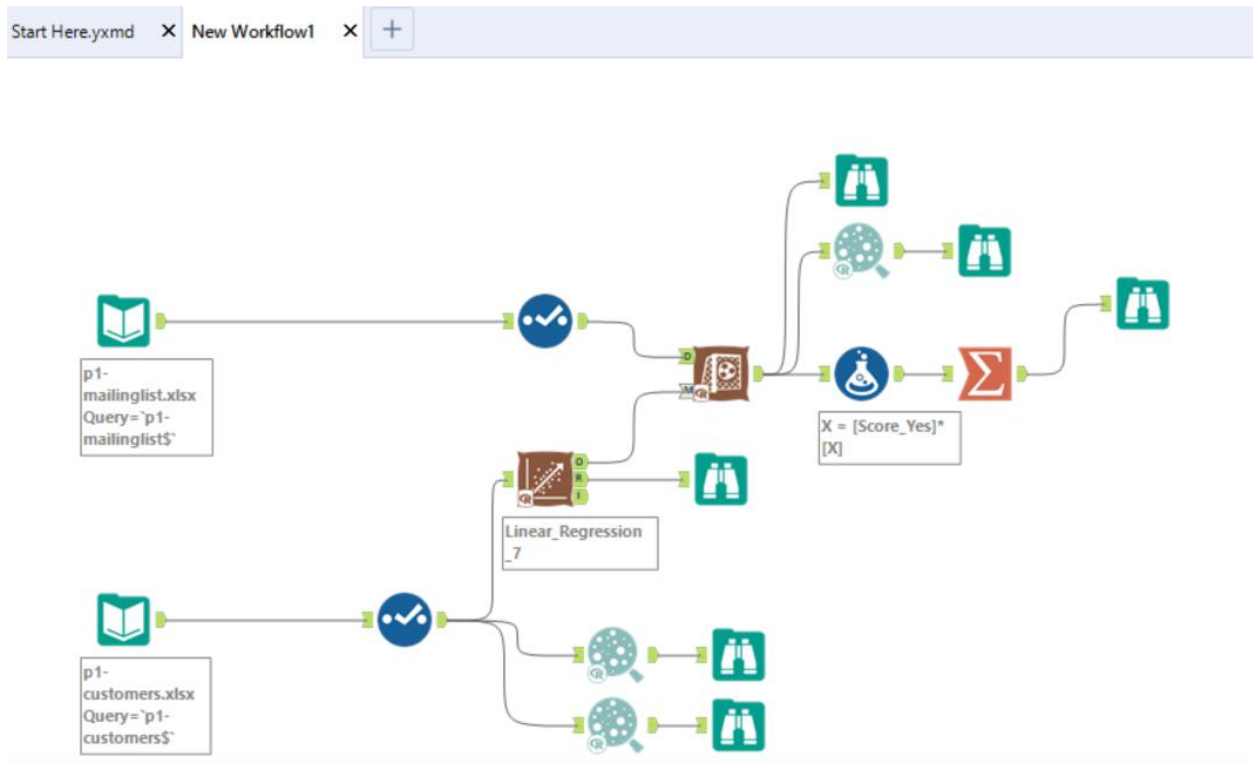 Start Here.yxmd X New Workflow1 X +
p1-
mailinglist.xlsx
Query=`p1-
mailinglist$`
D
M
R
X = [Score_Yes]*
[X]
O
R
I
R
Linear_Regression
_7
R
p1-
customers.xlsx
Query=`p1-
customers$`
R
R